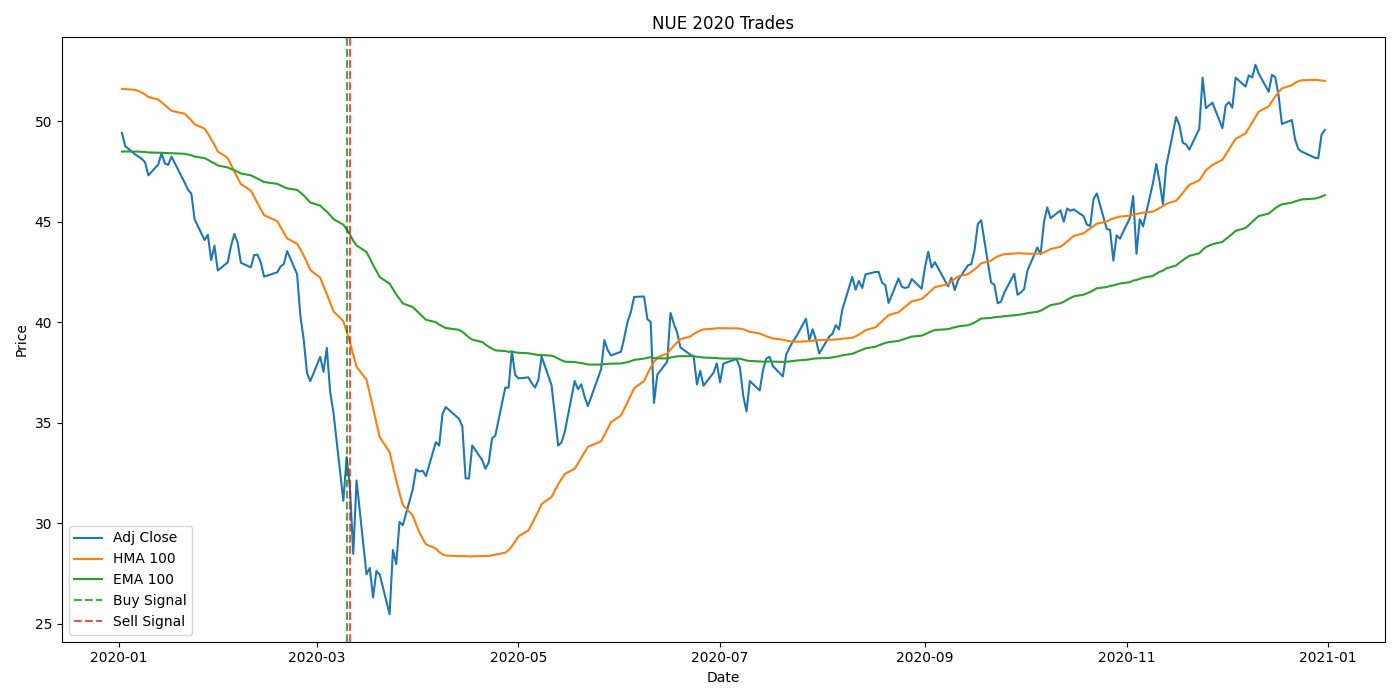 NUE 2020 Trades
Price
50
45
40
35
30
25
Adj Close
HMA 100
EMA 100
Buy Signal
Sell Signal
2020-01 2020-03 2020-05 2020-07 2020-09 2020-11 2021-01
Date